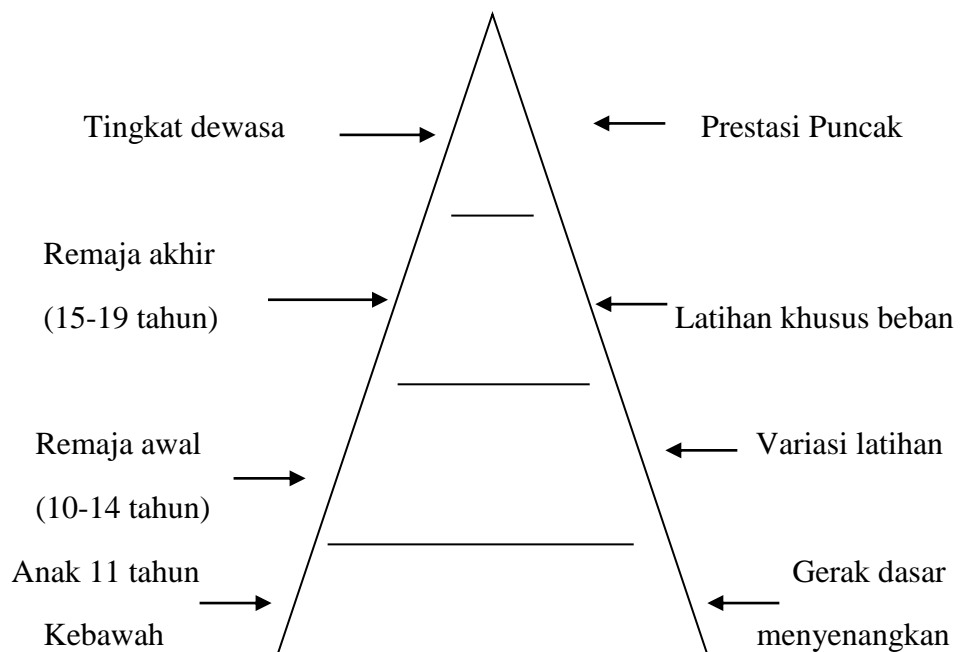 Tingkat dewasa
Prestasi Puncak
Remaja akhir
(15-19 tahun)
Latihan khusus beban
Remaja awal
(10-14 tahun)
Variasi latihan
Anak 11 tahun
Kebawah
Gerak dasar
menyenangkan